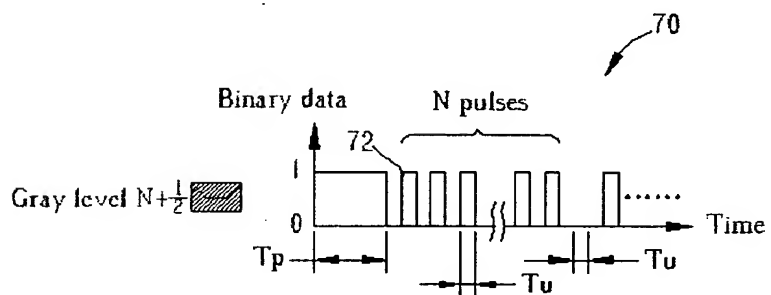 70
Binary data
N pulses
72
1
Gray level N+1/2
0
Time
Tp
Tu
Tu